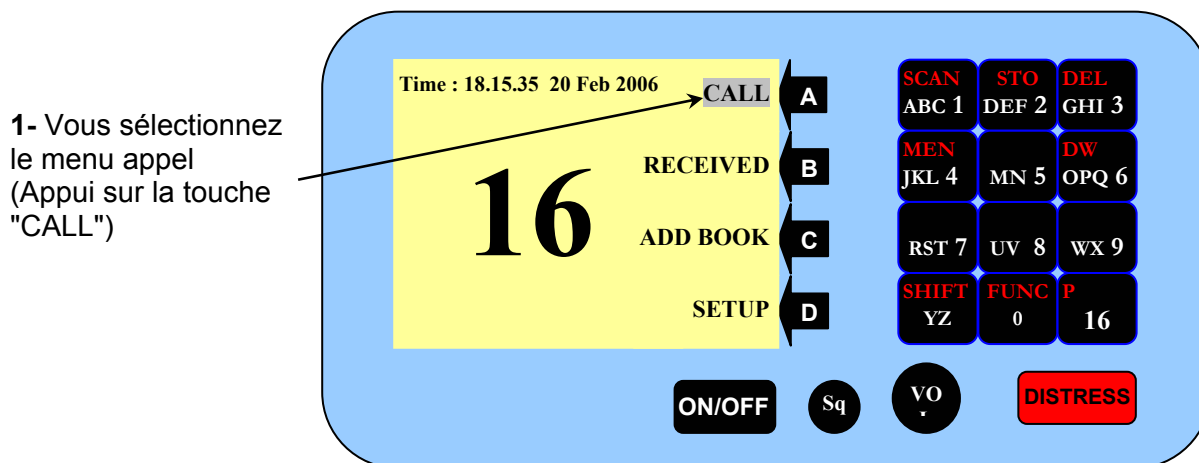 1- Vous sélectionnez
le menu appel
(Appui sur la touche
"CALL")
Time : 18.15.35 20 Feb 2006
CALL
A
RECEIVED
B
16
ADD BOOK
C
SETUP
D
SCAN STO DEL
ABC 1 DEF 2 GHI 3
MEN DW
JKL 4 MN 5 OPQ 6
RST 7 UV 8 WX 9
SHIFT FUNC P
YZ 0 16
ON/OFF
Sq
VO
DISTRESS